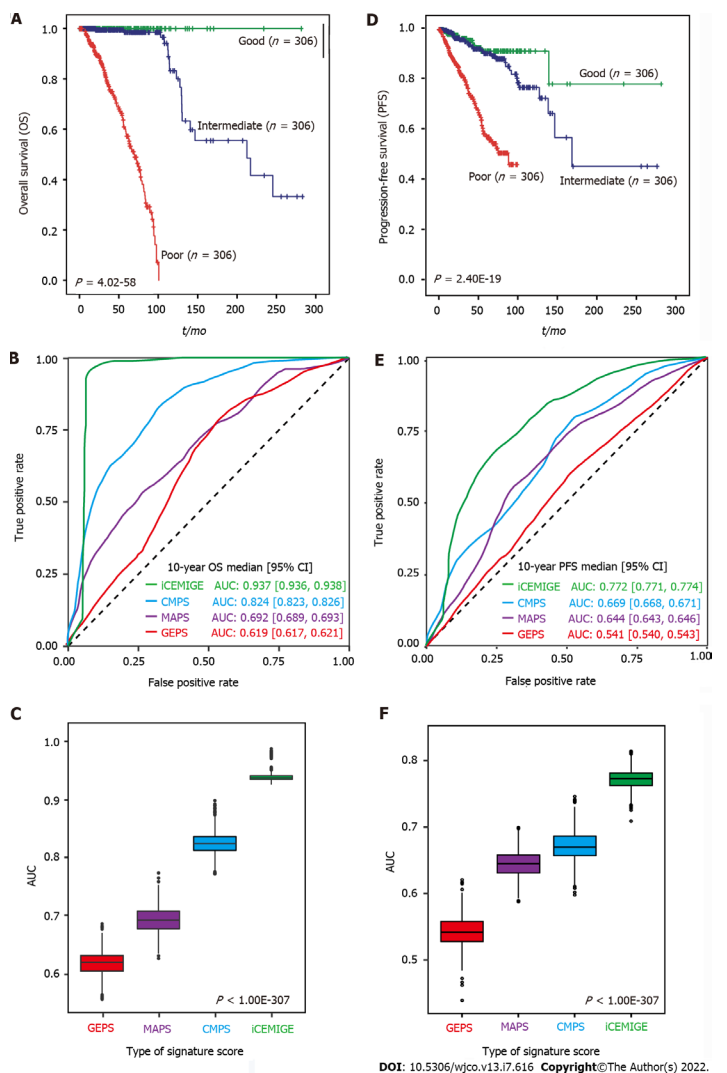 A
1.0
0.8
0.6
0.4
0.2
0.0
Overall survival (OS)
Good (n = 306)
Intermediate (n = 306)
Poor (n = 306)
P = 4.02-58
0 50 100 150 200 250 300
t/mo
D
1.0
0.8
0.6
0.4
0.2
0.0
Progression-free survival (PFS)
Good (n = 306)
Poor (n = 306)
Intermediate (n = 306)
P = 2.40E-19
0 50 100 150 200 250 300
t/mo
B
1.00
0.75
0.50
0.25
0.00
True positive rate
10-year OS median [95% CI]
iCEMIGE AUC: 0.937 [0.936, 0.938]
CMPS AUC: 0.824 [0.823, 0.826]
MAPS AUC: 0.692 [0.689, 0.693]
GEPS AUC: 0.619 [0.617, 0.621]
0.00 0.25 0.50 0.75 1.00
False positive rate
E
1.00
0.75
0.50
0.25
0.00
True positive rate
10-year PFS median [95% CI]
iCEMIGE AUC: 0.772 [0.771, 0.774]
CMPS AUC: 0.669 [0.668, 0.671]
MAPS AUC: 0.644 [0.643, 0.646]
GEPS AUC: 0.541 [0.540, 0.543]
0.00 0.25 0.50 0.75 1.00
False positive rate
C
1.0
0.9
0.8
0.7
0.6
AUC
P < 1.00E-307
GEPS MAPS CMPS iCEMIGE
Type of signature score
F
0.8
0.7
0.6
0.5
AUC
P < 1.00E-307
GEPS MAPS CMPS iCEMIGE
Type of signature score
DOI: 10.5306/wjco.v13.i7.616 Copyright©The Author(s) 2022.